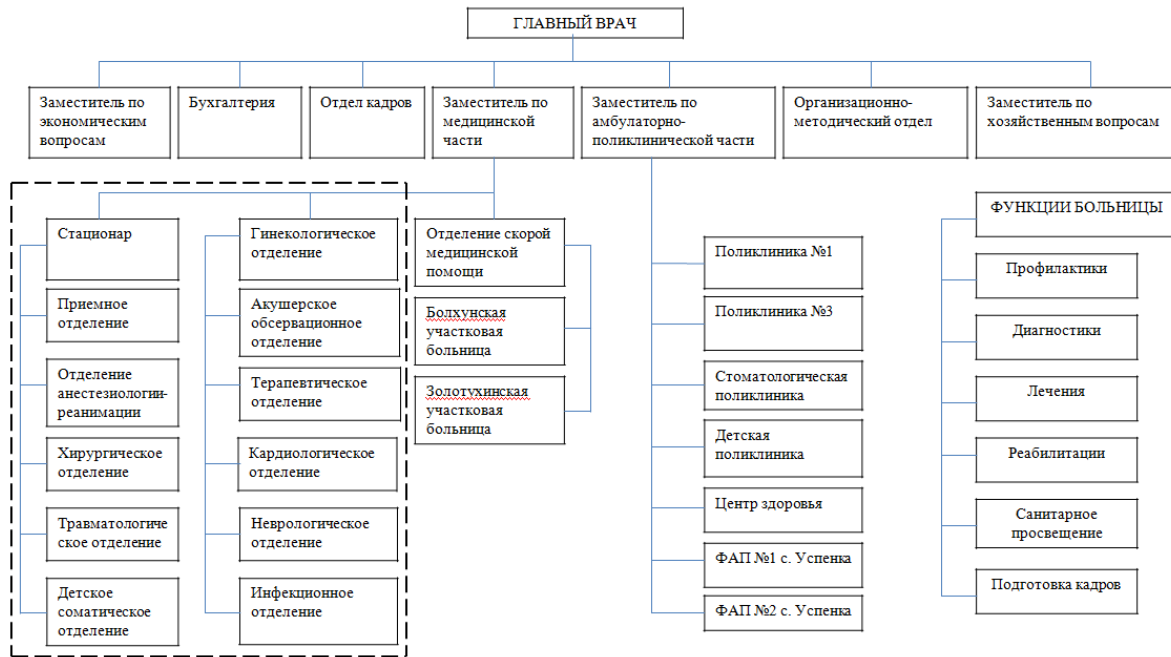 ГЛАВНЫЙ ВРАЧ
Заместитель по
экономическим
вопросам
Бухгалтерия
Отдел кадров
Заместитель по
медицинской
части
Заместитель по
амбулаторно-
поликлинической части
Организационно-
методический отдел
Заместитель по
хозяйственным вопросам
Стационар
Приемное
отделение
Отделение
анестезиологии-
реанимации
Хирургическое
отделение
Травматологиче
ское отделение
Детское
соматическое
отделение
Гинекологическое
отделение
Акушерское
обсервационное
отделение
Терапевтическое
отделение
Кардиологическое
отделение
Неврологическое
отделение
Инфекционное
отделение
Отделение скорой
медицинской
помощи
Болхунская
участковая
больница
Золотухинская
участковая
больница
Поликлиника №1
Поликлиника №3
Стоматологическая
поликлиника
Детская
поликлиника
Центр здоровья
ФАП №1 с. Успенка
ФАП №2 с. Успенка
ФУНКЦИИ БОЛЬНИЦЫ
Профилактики
Диагностики
Лечения
Реабилитации
Санитарное
просвещение
Подготовка кадров